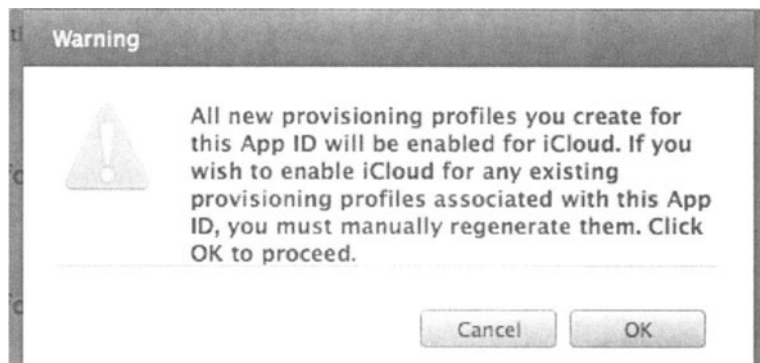 Warning
All new provisioning profiles you create for
this App ID will be enabled for iCloud. If you
wish to enable iCloud for any existing
provisioning profiles associated with this App
ID, you must manually regenerate them. Click
OK to proceed.
Cancel
OK